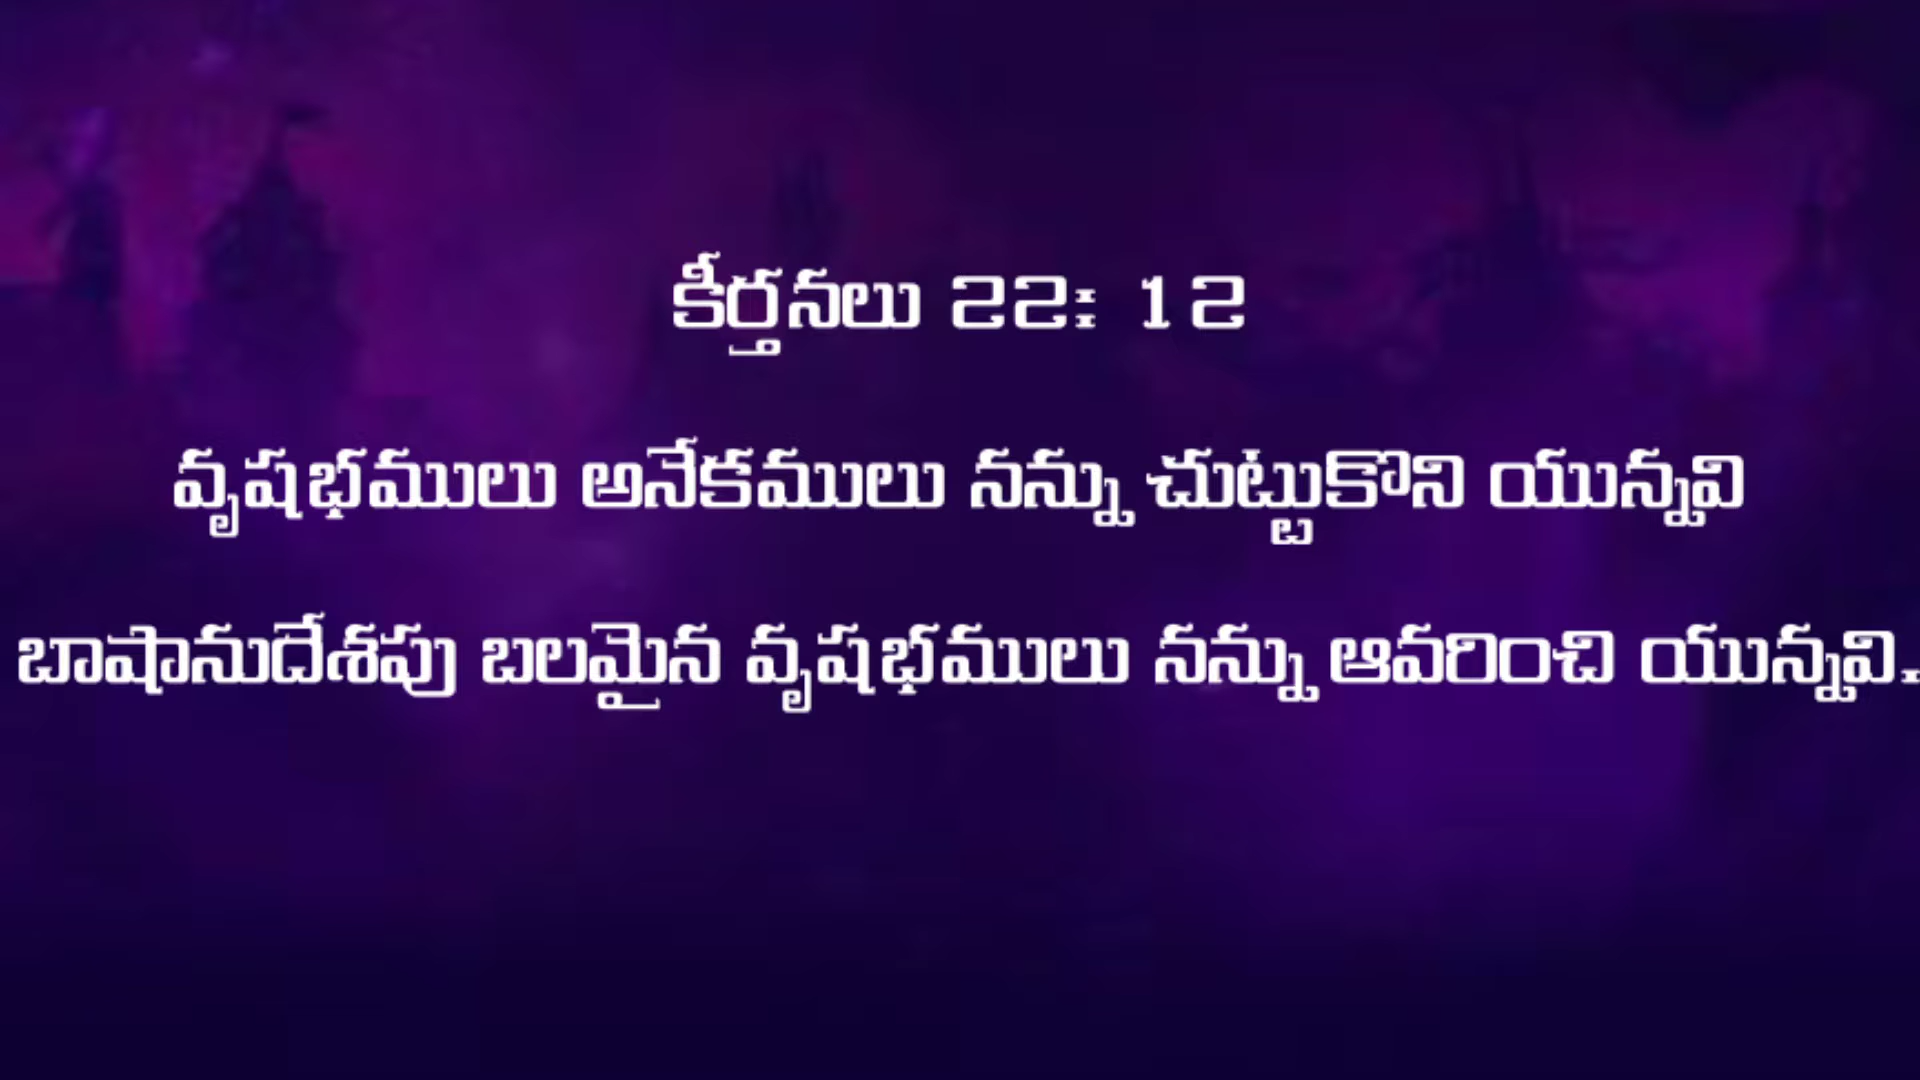 కీర్తనలు 22: 12
వృషభములు అనేకములు నన్ను చుట్టుకొని యున్నవి
బాషానుదేశపు బలమైన వృషభములు నన్ను ఆవరించి యున్నవి.